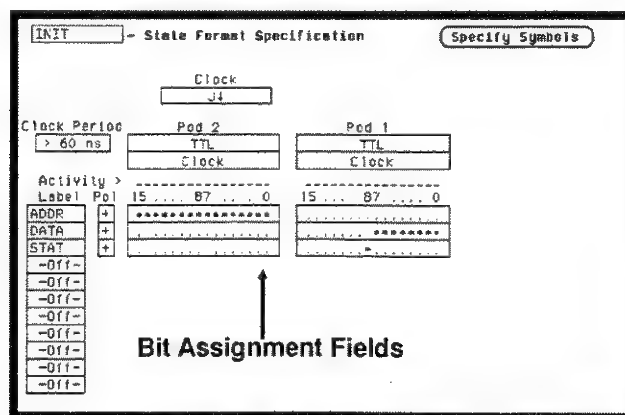 INIT - State Format Specification Specify Symbols
Clock
J↓
Clock Period Pod 2 Pod 1
> 60 ns TTL TTL
Clock Clock
Activity > ---------------- ----------------
Label Pol 15 .... 87 .... 0 15 .... 87 .... 0
ADDR + **************** ................
DATA + ................ ........********
STAT + ................ .......*........
-Off-
-Off-
-Off-
-Off-
-Off-
-Off-
-Off-
-Off-
Bit Assignment Fields